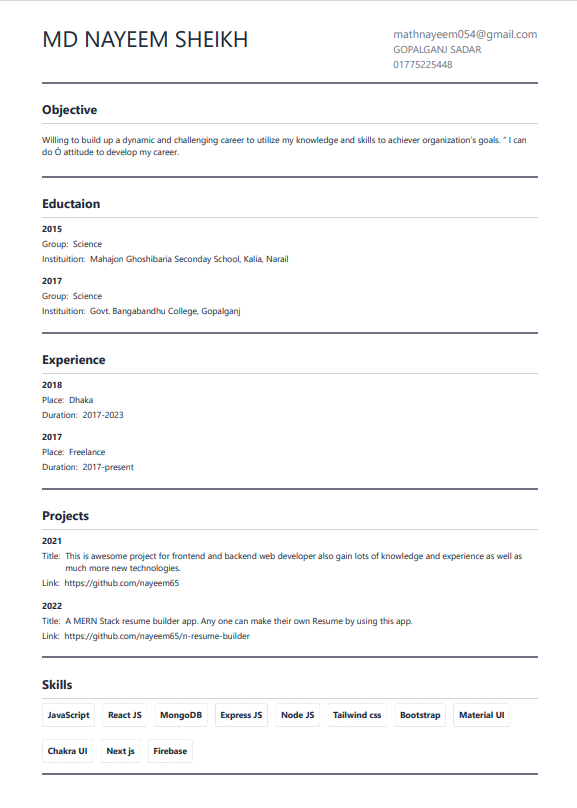 MD NAYEEM SHEIKH
mathnayeem054@gmail.com
GOPALGANJ SADAR
01775225448
Objective
Willing to build up a dynamic and challenging career to utilize my knowledge and skills to achiever organization's goals. " I can
do Ó attitude to develop my career.
Eductaion
2015
Group: Science
Instituition: Mahajon Ghoshibaria Seconday School, Kalia, Narail
2017
Group: Science
Instituition: Govt. Bangabandhu College, Gopalganj
Experience
2018
Place: Dhaka
Duration: 2017-2023
2017
Place: Freelance
Duration: 2017-present
Projects
2021
Title: This is awesome project for frontend and backend web developer also gain lots of knowledge and experience as well as
much more new technologies.
Link: https://github.com/nayeem65
2022
Title: A MERN Stack resume builder app. Any one can make their own Resume by using this app.
Link: https://github.com/nayeem65/n-resume-builder
Skills
JavaScript React JS MongoDB Express JS Node JS Tailwind css Bootstrap Material UI
Chakra UI Next js Firebase